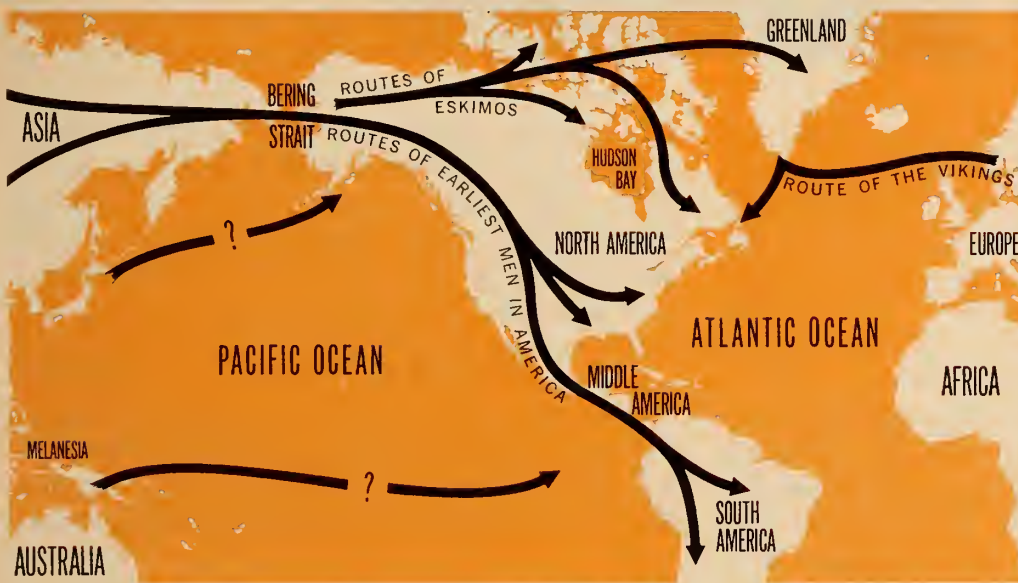 GREENLAND
BERING
STRAIT
ROUTES OF
ESKIMOS
ASIA
ROUTES OF EARLIEST MEN IN AMERICA
HUDSON
BAY
ROUTE OF THE VIKINGS
?
NORTH AMERICA
EUROPE
ATLANTIC OCEAN
PACIFIC OCEAN
MIDDLE
AMERICA
AFRICA
MELANESIA
?
SOUTH
AMERICA
AUSTRALIA